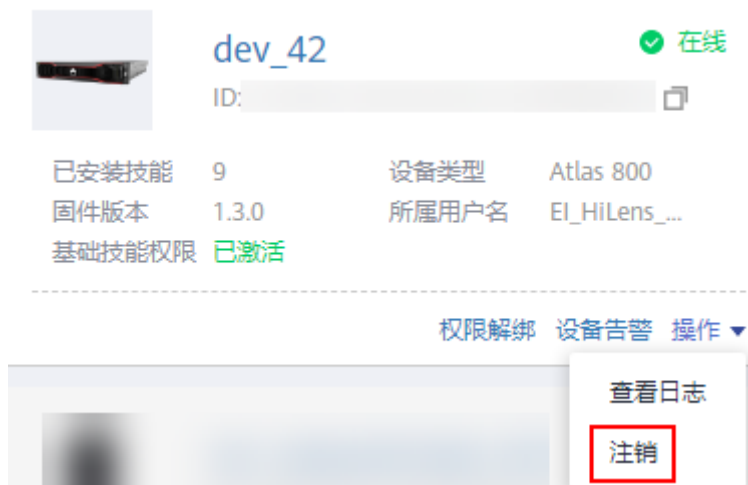 dev_42
在线
ID:
已安装技能 9 设备类型 Atlas 800
固件版本 1.3.0 所属用户名 EI_HiLens_...
基础技能权限 已激活
权限解绑 设备告警 操作
查看日志
注销